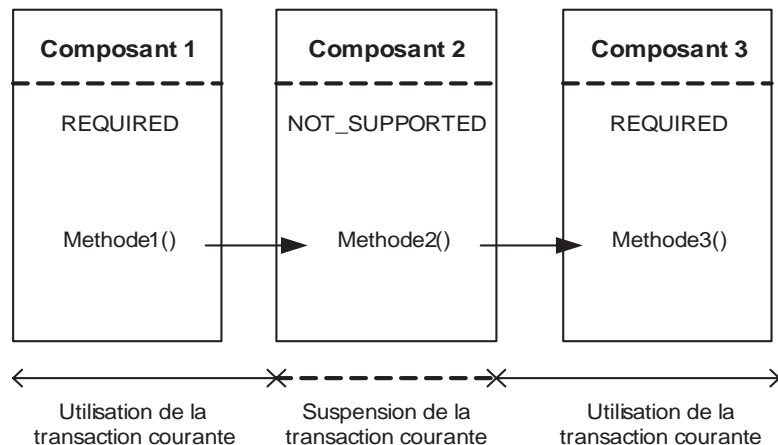 Composant 1
Composant 2
Composant 3
REQUIRED
NOT_SUPPORTED
REQUIRED
Methode1()
Methode2()
Methode3()
Utilisation de la
transaction courante
Suspension de la
transaction courante
Utilisation de la
transaction courante